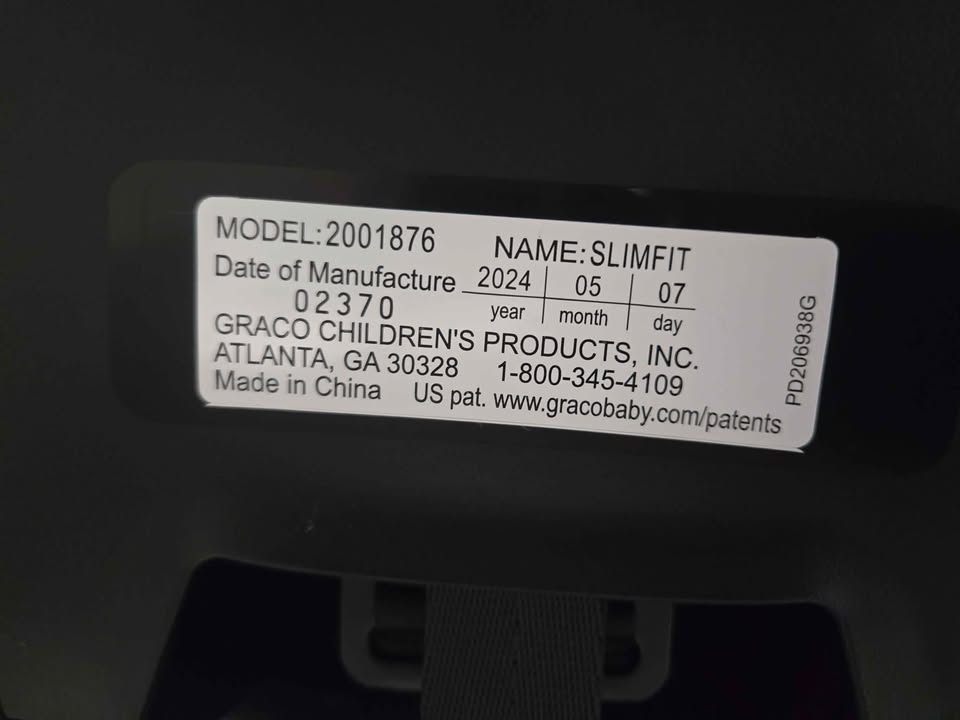 MODEL:2001876 NAME:SLIMFIT
Date of Manufacture 2024 05 07
02370 year month day
GRACO CHILDREN'S PRODUCTS, INC.
ATLANTA, GA 30328 1-800-345-4109
Made in China US pat. www.gracobaby.com/patents
PD206938G